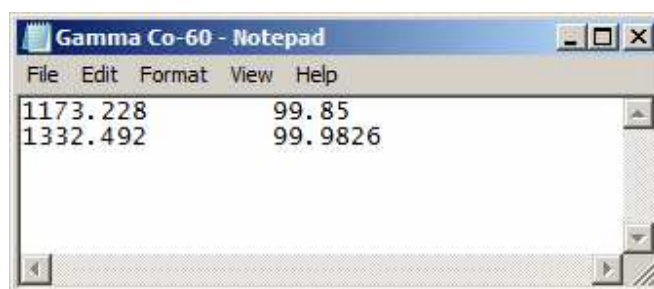 Gamma Co-60 - Notepad
File Edit Format View Help
1173.228 99.85
1332.492 99.9826